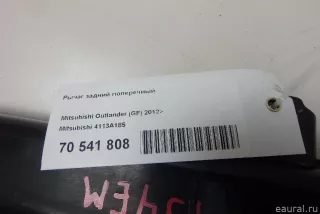 Рычаг задний поперечный
Mitsubishi Outlander (GF) 2012>
Mitsubishi 4113A185
70 541 808
eaural.ru